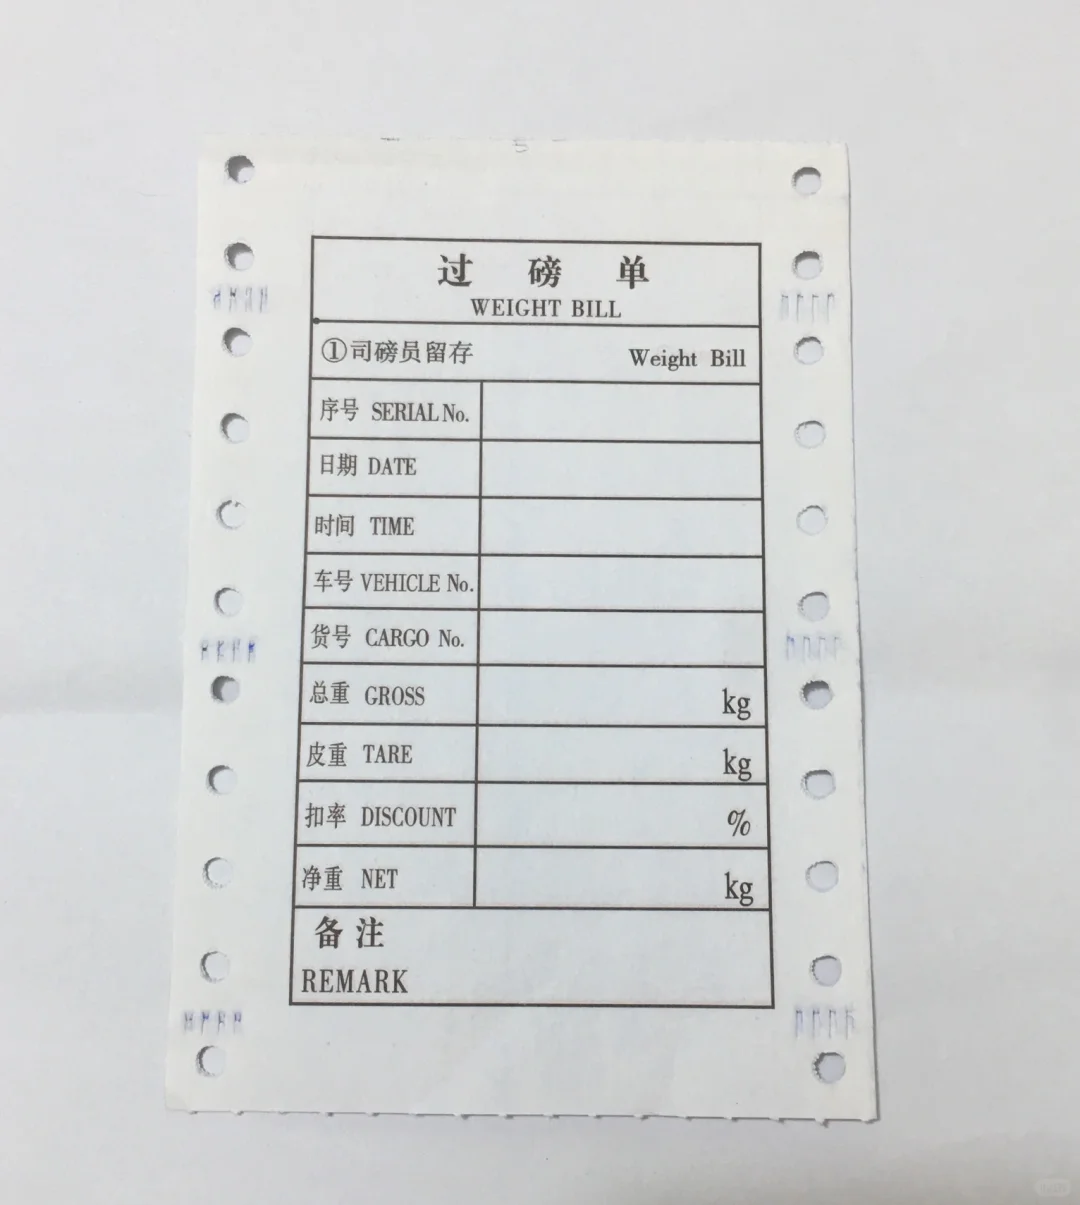 过 磅 单
WEIGHT BILL
①司磅员留存 Weight Bill
序号 SERIAL No.
日期 DATE
时间 TIME
车号 VEHICLE No.
货号 CARGO No.
总重 GROSS kg
皮重 TARE kg
扣率 DISCOUNT %
净重 NET kg
备注
REMARK